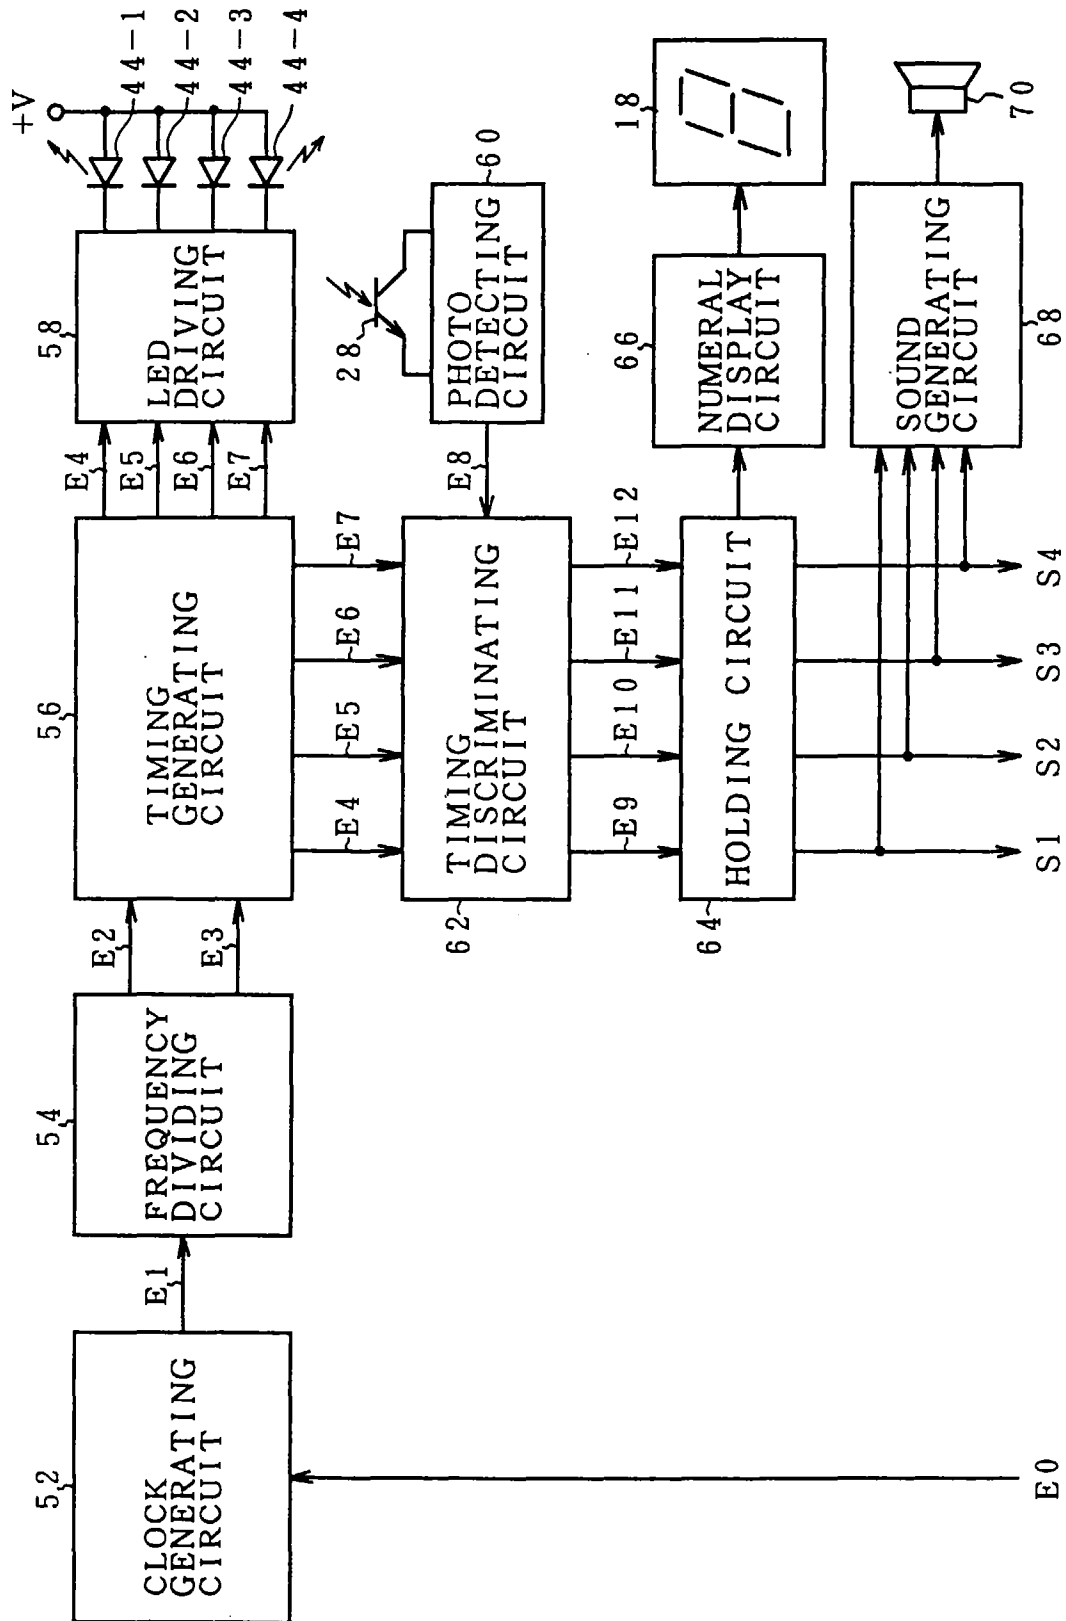 52
CLOCK
GENERATING
CIRCUIT
E0
E1
54
FREQUENCY
DIVIDING
CIRCUIT
E2
E3
56
TIMING
GENERATING
CIRCUIT
E4
E5
E6
E7
58
LED
DRIVING
CIRCUIT
+V
44-1
44-2
44-3
44-4
E4
E5
E6
E7
62
TIMING
DISCRIMINATING
CIRCUIT
E8
28
PHOTO
DETECTING
CIRCUIT
60
E9
E10
E11
E12
64
HOLDING CIRCUIT
66
NUMERAL
DISPLAY
CIRCUIT
18
SOUND
GENERATING
CIRCUIT
68
70
S1
S2
S3
S4